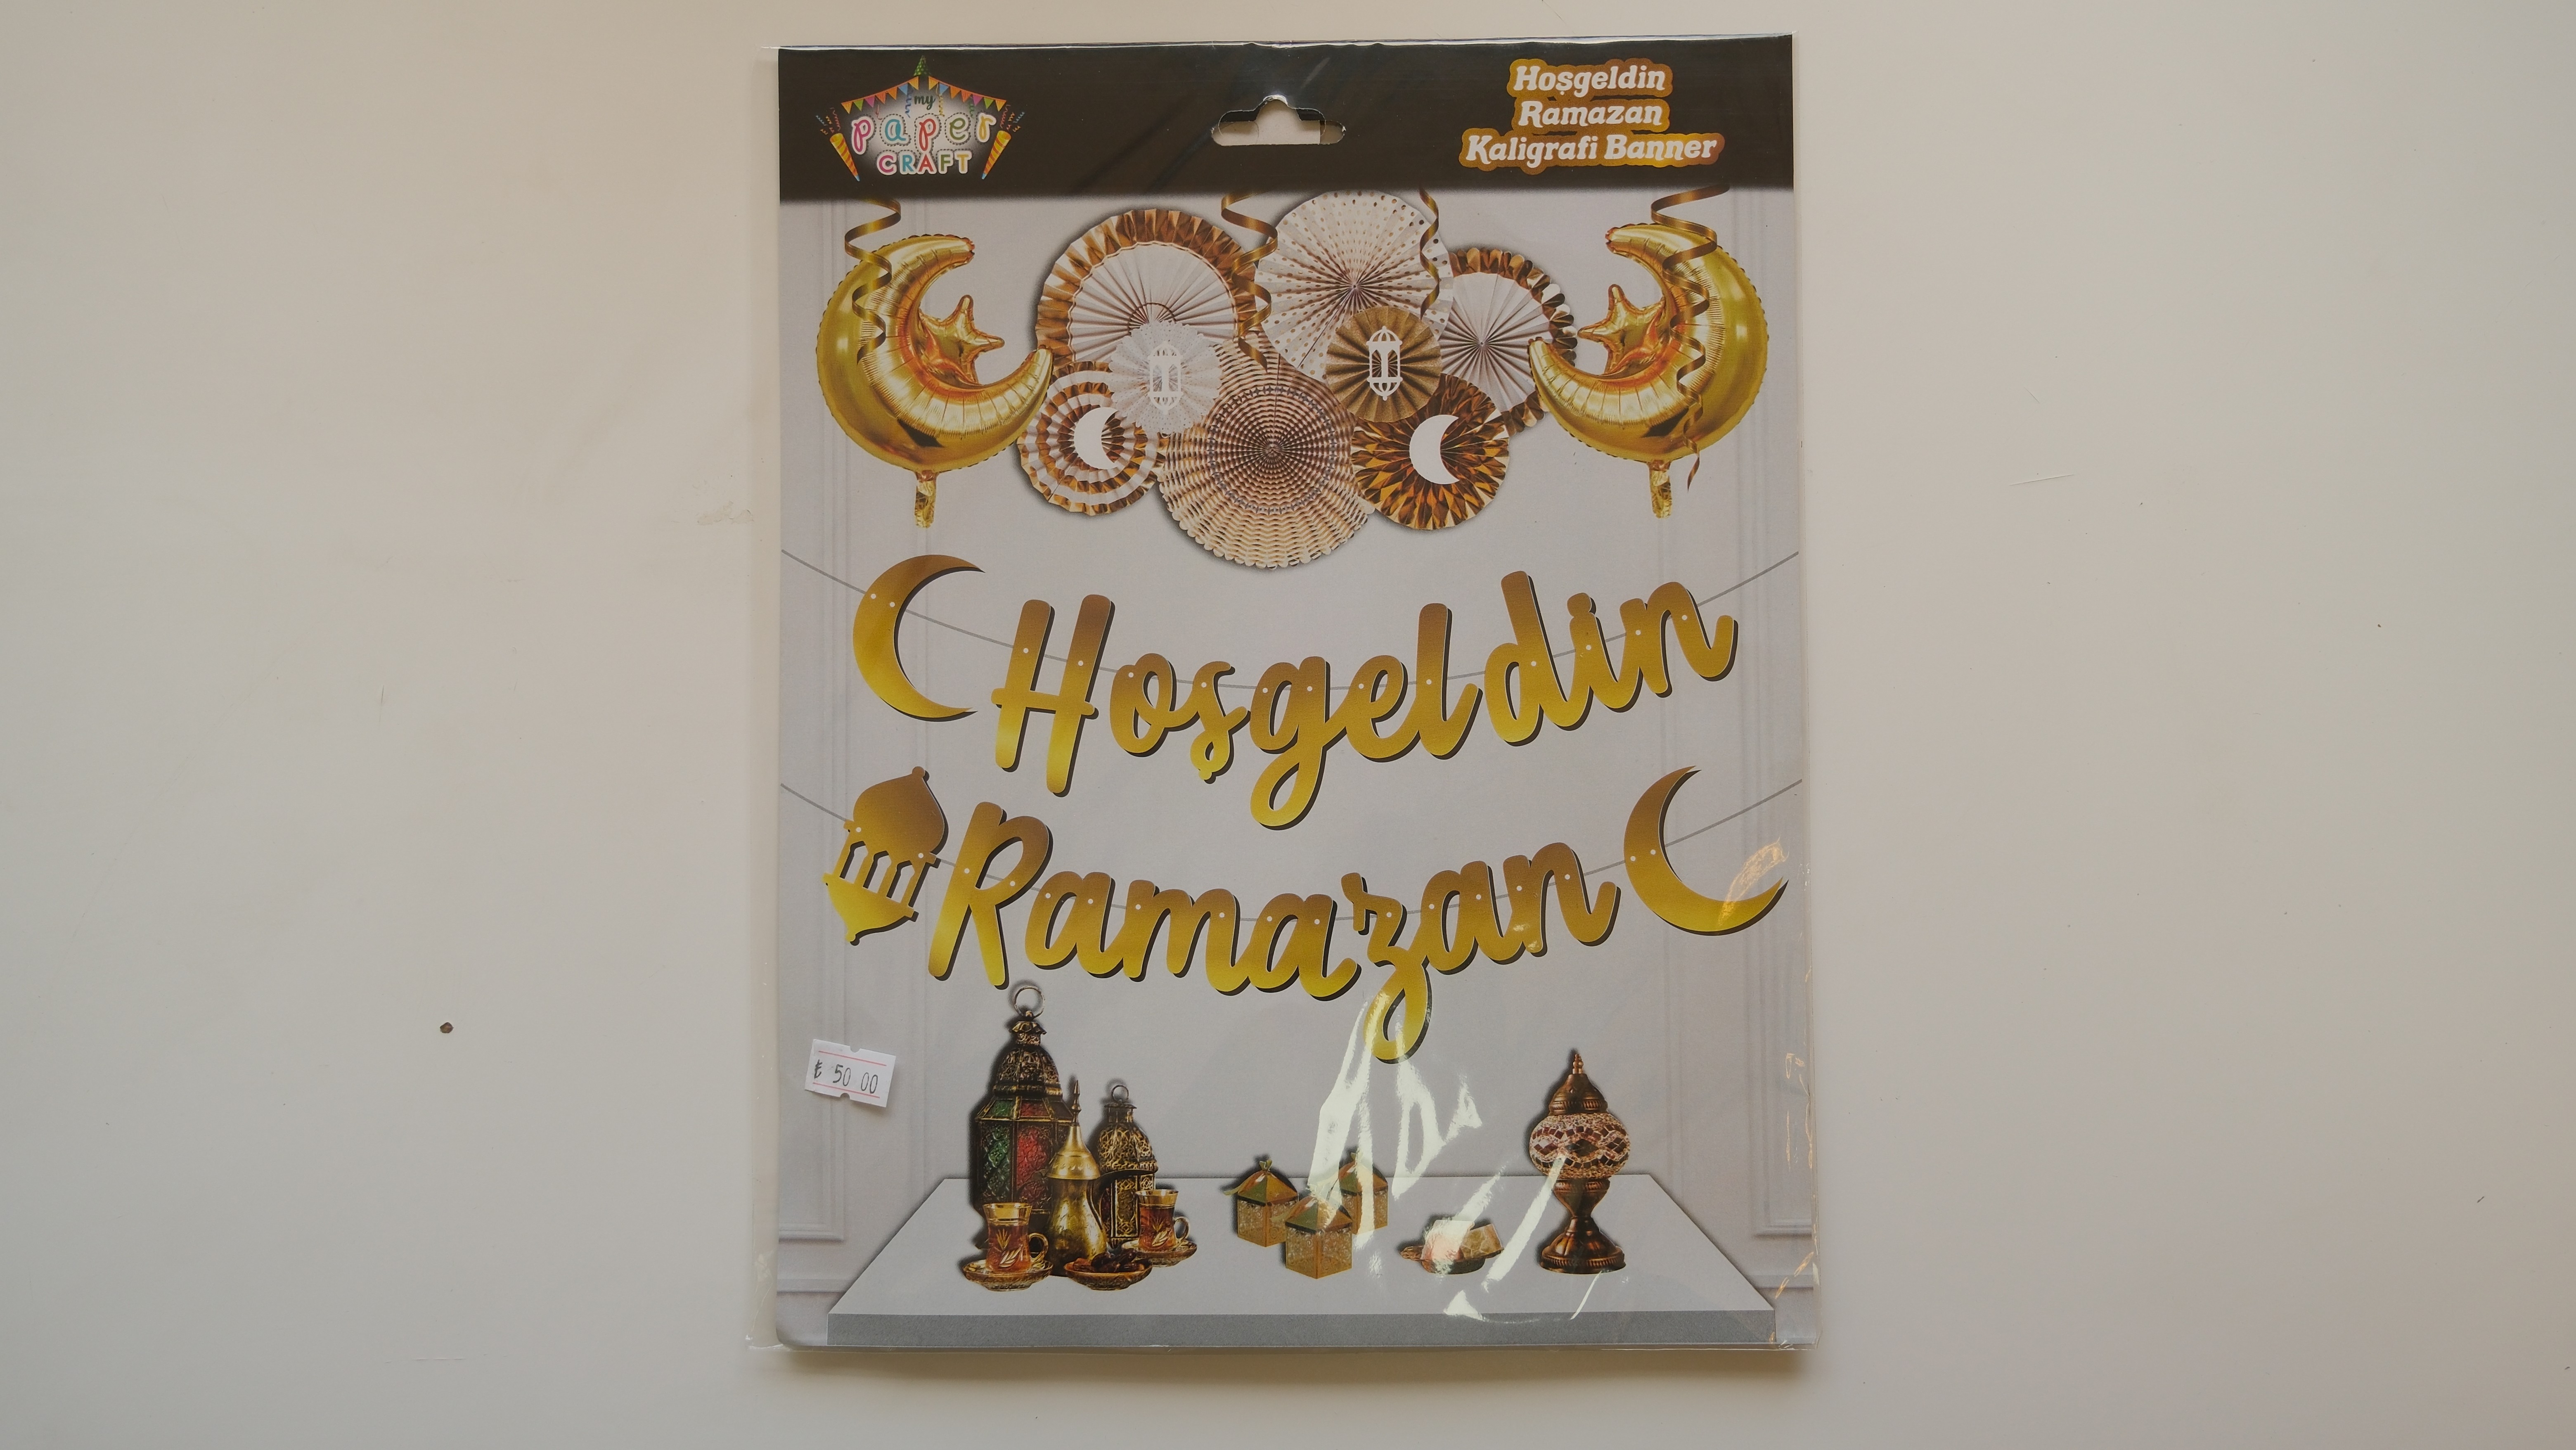 my
paper
CRAFT
Hoşgeldin
Ramazan
Kaligrafi Banner
Hoşgeldin
Ramazan
₺ 50.00